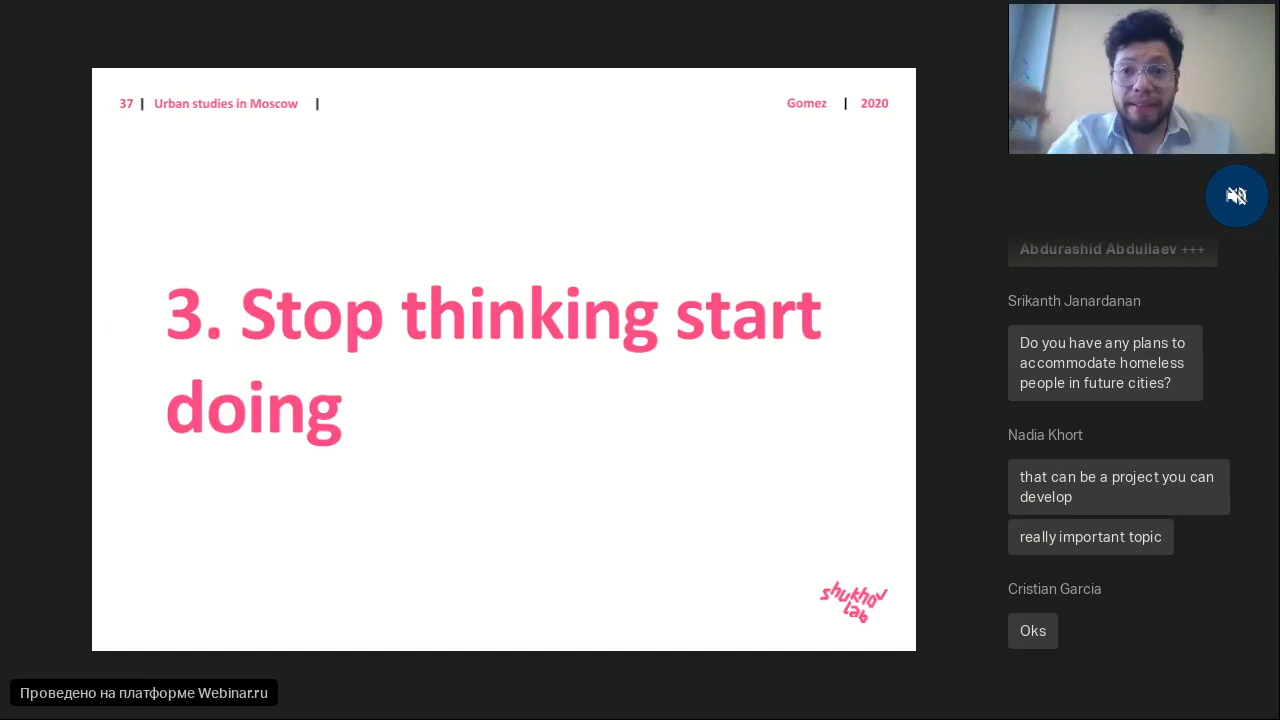 37 | Urban studies in Moscow |
Gomez | 2020
3. Stop thinking start
doing
shukhov
lab
Abdurashid Abdullaev +++
Srikanth Janardanan
Do you have any plans to
accommodate homeless
people in future cities?
Nadia Khort
that can be a project you can
develop
really important topic
Cristian Garcia
Oks
Проведено на платформе Webinar.ru